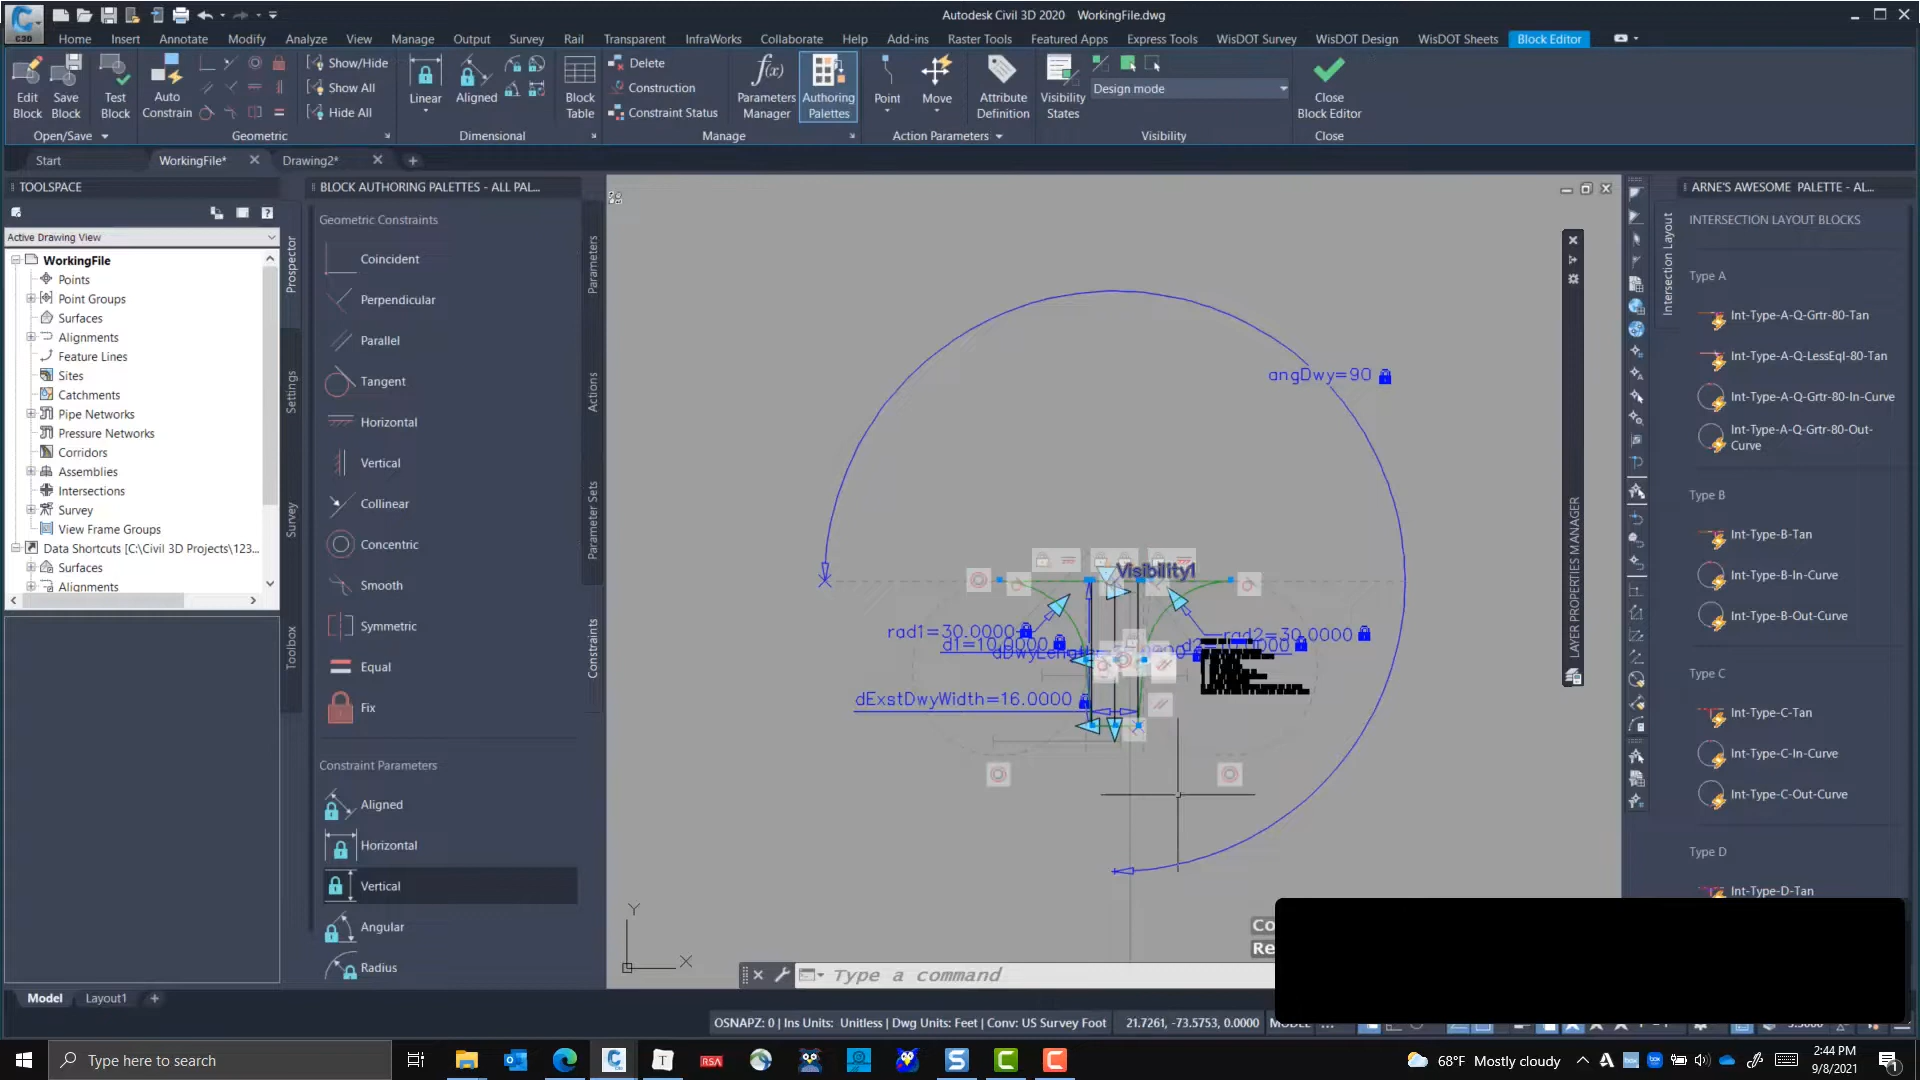 Autodesk Civil 3D 2020 WorkingFile.dwg
C3D
Home Insert Annotate Modify Analyze View Manage Output Survey Rail Transparent InfraWorks Collaborate Help Add-ins Raster Tools Featured Apps Express Tools WisDOT Survey WisDOT Design WisDOT Sheets Block Editor
Edit Block
Save Block
Test Block
Auto Constrain
Show/Hide
Show All
Hide All
Linear
Aligned
Block Table
Delete
Construction
Constraint Status
Parameters Manager
Authoring Palettes
Point
Move
Attribute Definition
Visibility States
Design mode
Close Block Editor
Open/Save
Geometric
Dimensional
Manage
Action Parameters
Visibility
Close
Start
WorkingFile*
Drawing2*
TOOLSPACE
Active Drawing View
WorkingFile
Points
Point Groups
Surfaces
Alignments
Feature Lines
Sites
Catchments
Pipe Networks
Pressure Networks
Corridors
Assemblies
Intersections
Survey
View Frame Groups
Data Shortcuts [C:\Civil 3D Projects\123...
Surfaces
Alignments
Prospector
Settings
Survey
Toolbox
BLOCK AUTHORING PALETTES - ALL PAL...
Geometric Constraints
Coincident
Perpendicular
Parallel
Tangent
Horizontal
Vertical
Collinear
Concentric
Smooth
Symmetric
Equal
Fix
Constraint Parameters
Aligned
Horizontal
Vertical
Angular
Radius
Parameters
Actions
Parameter Sets
Constraints
angDwy=90
Visibility1
rad1=30.0000
d1=10.0000
rad2=30.0000
dExstDwyWidth=16.0000
Y
X
LAYER PROPERTIES MANAGER
Co
Re
Type a command
ARNE'S AWESOME PALETTE - AL...
Intersection Layout
INTERSECTION LAYOUT BLOCKS
Type A
Int-Type-A-Q-Grtr-80-Tan
Int-Type-A-Q-LessEql-80-Tan
Int-Type-A-Q-Grtr-80-In-Curve
Int-Type-A-Q-Grtr-80-Out-
Curve
Type B
Int-Type-B-Tan
Int-Type-B-In-Curve
Int-Type-B-Out-Curve
Type C
Int-Type-C-Tan
Int-Type-C-In-Curve
Int-Type-C-Out-Curve
Type D
Int-Type-D-Tan
Model
Layout1
OSNAPZ: 0 | Ins Units: Unitless | Dwg Units: Feet | Conv: US Survey Foot
21.7261, -73.5753, 0.0000
Type here to search
T
RSA
68°F Mostly cloudy
2:44 PM
9/8/2021